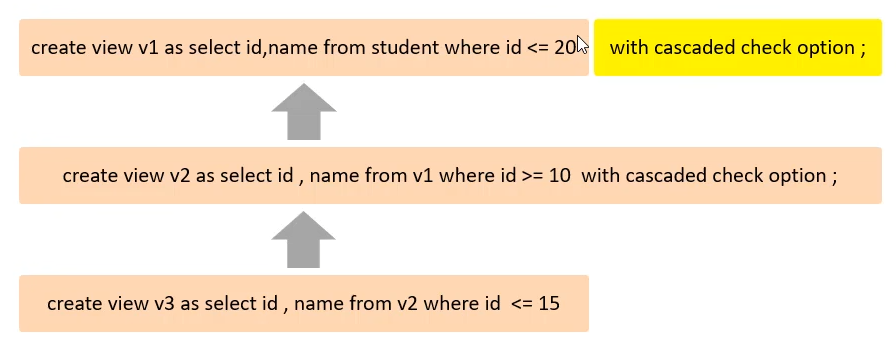 create view v1 as select id,name from student where id <= 20 with cascaded check option ;
create view v2 as select id , name from v1 where id >= 10  with cascaded check option ;
create view v3 as select id , name from v2 where id  <= 15